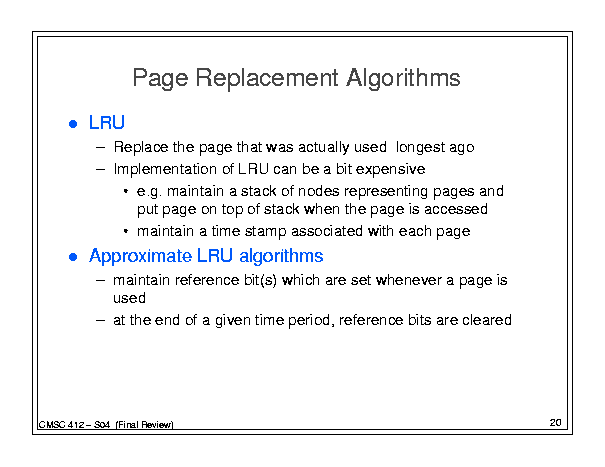 Page Replacement Algorithms
● LRU
– Replace the page that was actually used longest ago
– Implementation of LRU can be a bit expensive
• e.g. maintain a stack of nodes representing pages and
put page on top of stack when the page is accessed
• maintain a time stamp associated with each page
● Approximate LRU algorithms
– maintain reference bit(s) which are set whenever a page is
used
– at the end of a given time period, reference bits are cleared
CMSC 412 – S04 (Final Review)
20